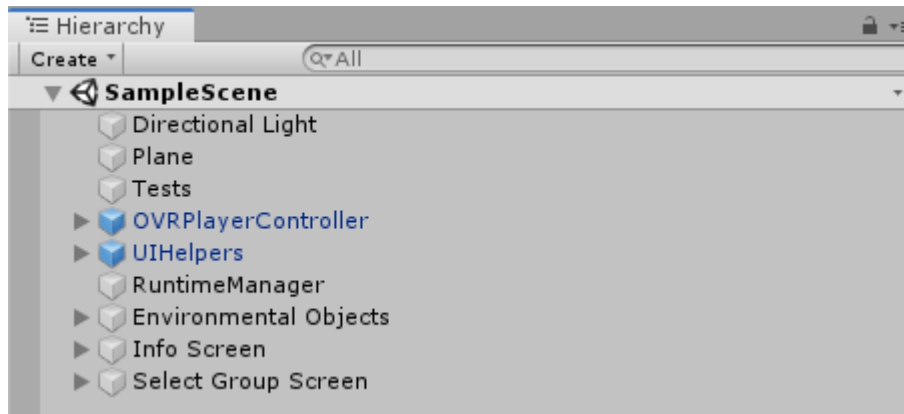 Hierarchy
Create All
SampleScene
Directional Light
Plane
Tests
OVRPlayerController
UIHelpers
RuntimeManager
Environmental Objects
Info Screen
Select Group Screen